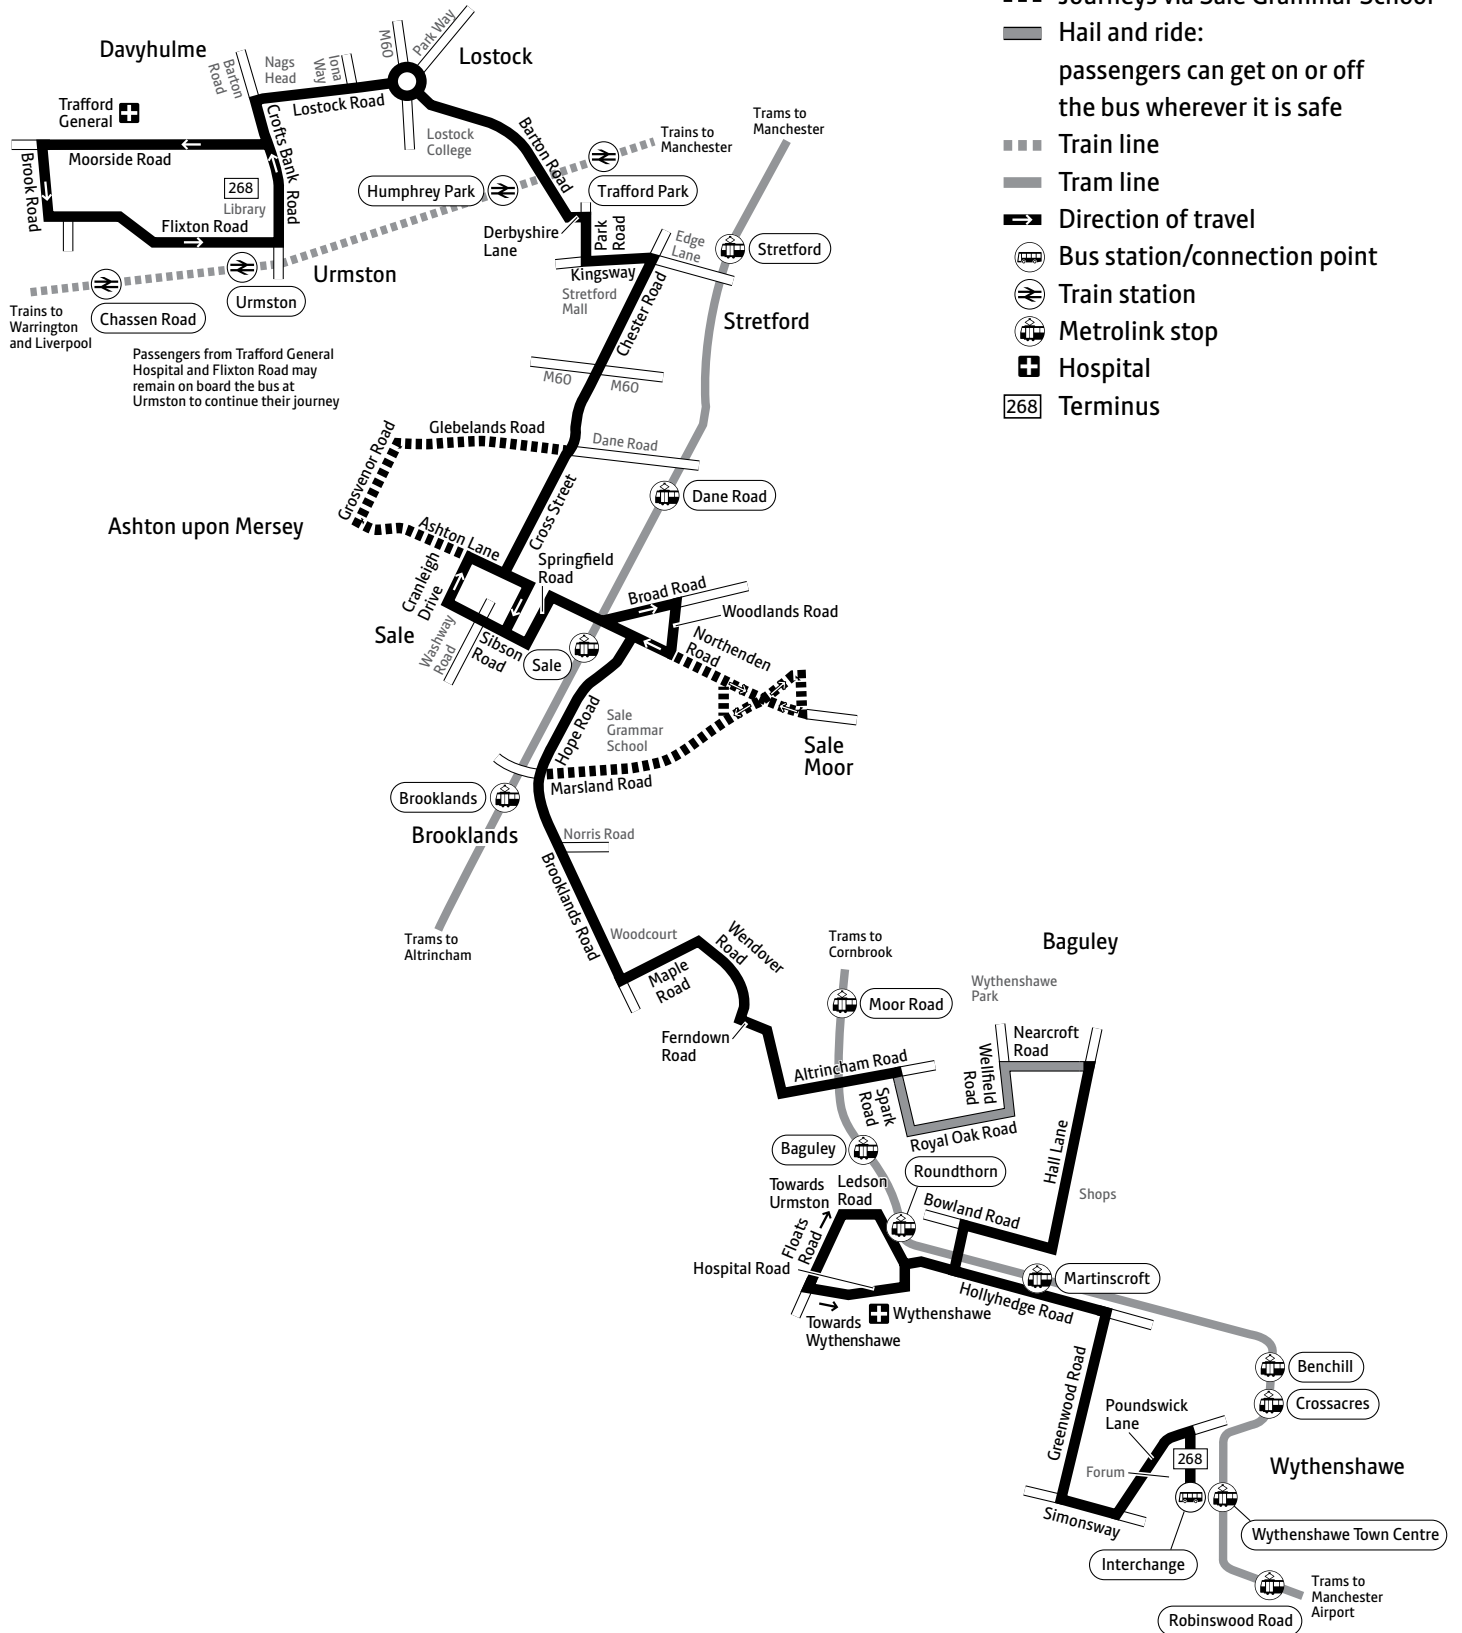 Journeys via Sale Grammar School
Hail and ride:
passengers can get on or off
the bus wherever it is safe
Train line
Tram line
Direction of travel
Bus station/connection point
Train station
Metrolink stop
Hospital
268 Terminus
Davyhulme
Barton
Road
Nags
Head
Iona
Way
M60
Park Way
Lostock
Trafford
General
Lostock Road
Moorside Road
Crofts Bank Road
Brook Road
268
Library
Flixton Road
Lostock
College
Barton Road
Trains to
Manchester
Humphrey Park
Trafford Park
Trams to
Manchester
Derbyshire
Lane
Park
Road
Edge
Lane
Stretford
Kingsway
Stretford
Mall
Urmston
Urmston
Chassen Road
Trains to
Warrington
and Liverpool
Passengers from Trafford General
Hospital and Flixton Road may
remain on board the bus at
Urmston to continue their journey
Chester Road
Stretford
M60
M60
Glebelands Road
Grosvenor Road
Dane Road
Dane Road
Ashton upon Mersey
Ashton Lane
Cross Street
Springfield
Road
Cranleigh
Drive
Broad Road
Woodlands Road
Sale
Washway
Road
Sibson
Road
Sale
Northenden
Road
Hope Road
Sale
Grammar
School
Sale
Moor
Marsland Road
Brooklands
Brooklands
Norris Road
Brooklands Road
Trams to
Altrincham
Woodcourt
Maple
Road
Wendover
Road
Ferndown
Road
Trams to
Cornbrook
Baguley
Moor Road
Wythenshawe
Park
Nearcroft
Road
Altrincham Road
Wellfield
Road
Spark
Road
Royal Oak Road
Hall Lane
Baguley
Roundthorn
Towards
Urmston
Ledson
Road
Bowland Road
Shops
Floats
Road
Hospital Road
Martinscroft
Hollyhedge Road
Wythenshawe
Towards
Wythenshawe
Benchill
Crossacres
Greenwood Road
Poundswick
Lane
268
Forum
Wythenshawe
Simonsway
Wythenshawe Town Centre
Interchange
Trams to
Manchester
Airport
Robinswood Road